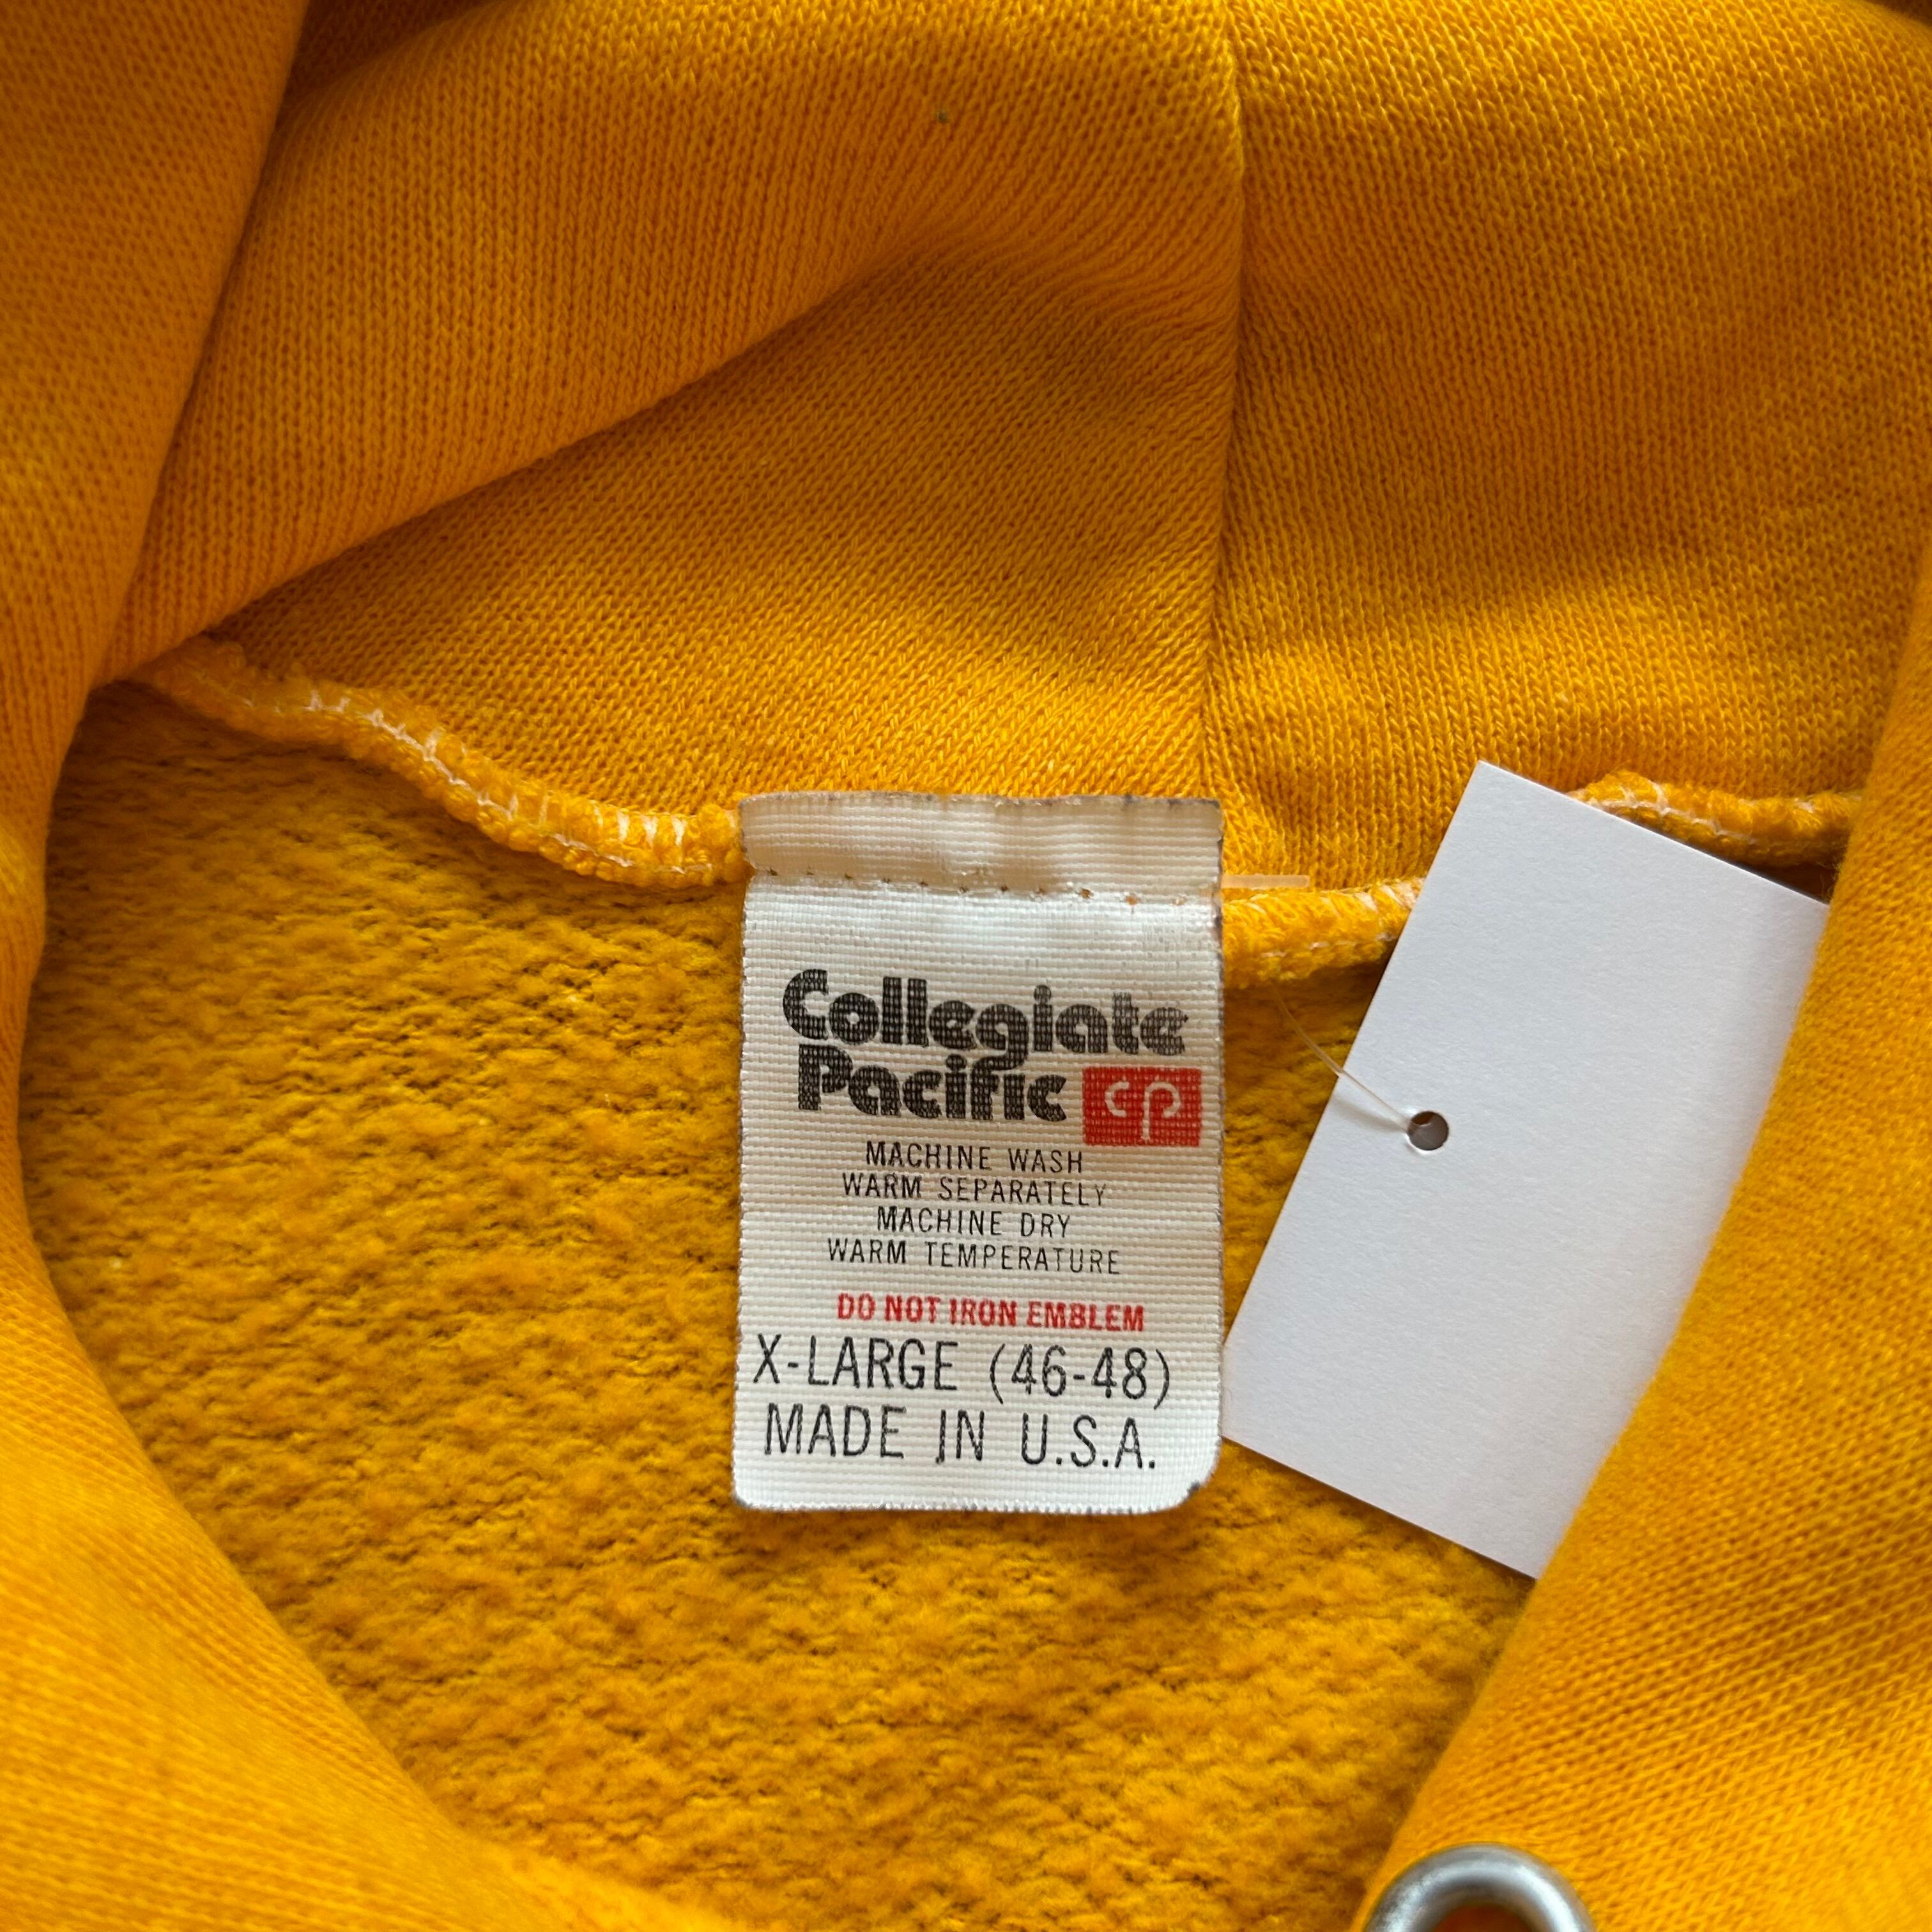 Collegiate
Pacific cp
MACHINE WASH
WARM SEPARATELY
MACHINE DRY
WARM TEMPERATURE
DO NOT IRON EMBLEM
X-LARGE (46-48)
MADE IN U.S.A.